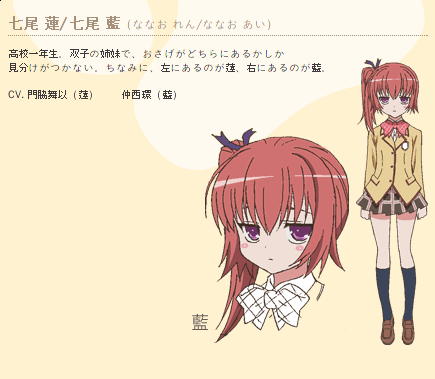 七尾 蓮/七尾 藍 (ななお れん/ななお あい)
高校一年生。双子の姉妹で、おさげがどちらにあるかしか
見分けがつかない。ちなみに、左にあるのが蓮、右にあるのが藍。
CV. 門脇舞以（蓮）　仲西環（藍）
藍